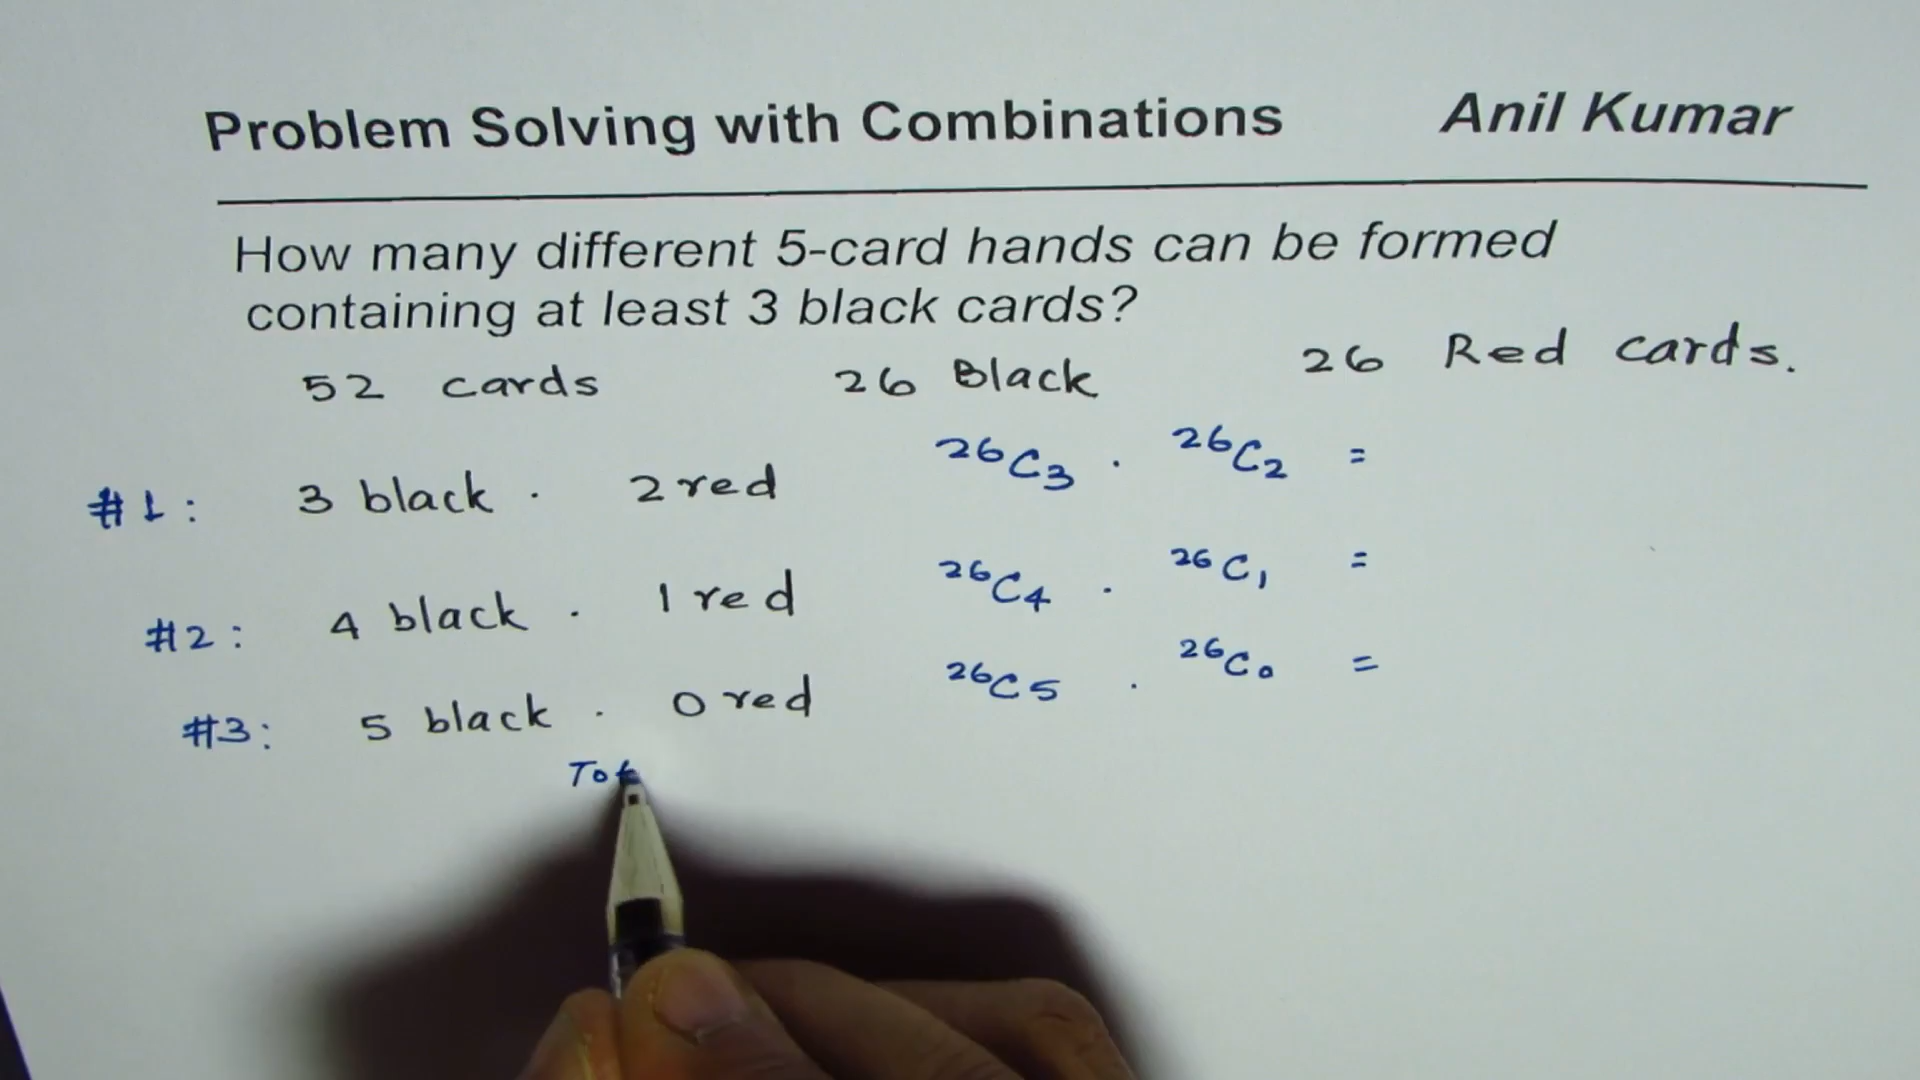 Problem Solving with Combinations Anil Kumar
How many different 5-card hands can be formed
containing at least 3 black cards?
52 cards 26 Black 26 Red cards.
#1: 3 black . 2 red ²⁶C₃ . ²⁶C₂ =
#2: 4 black . 1 red ²⁶C₄ . ²⁶C₁ =
#3: 5 black . 0 red ²⁶C₅ . ²⁶C₀ =
Tot